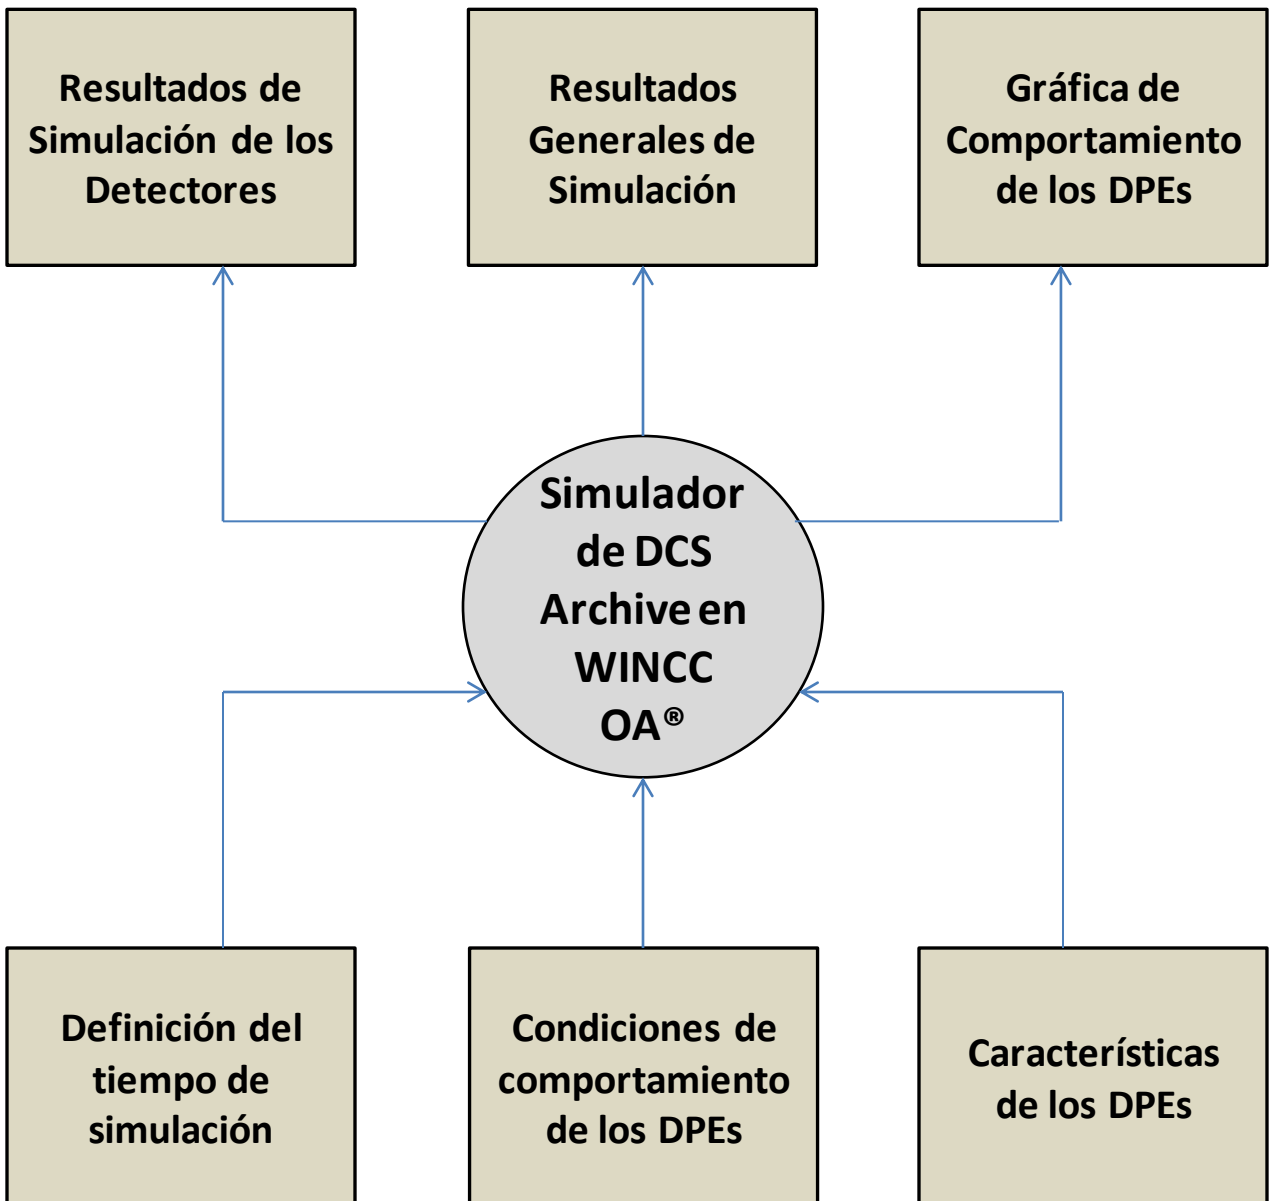 Resultados de
Simulación de los
Detectores
Resultados
Generales de
Simulación
Gráfica de
Comportamiento
de los DPEs
Simulador
de DCS
Archive en
WINCC
OA®
Definición del
tiempo de
simulación
Condiciones de
comportamiento
de los DPEs
Características
de los DPEs